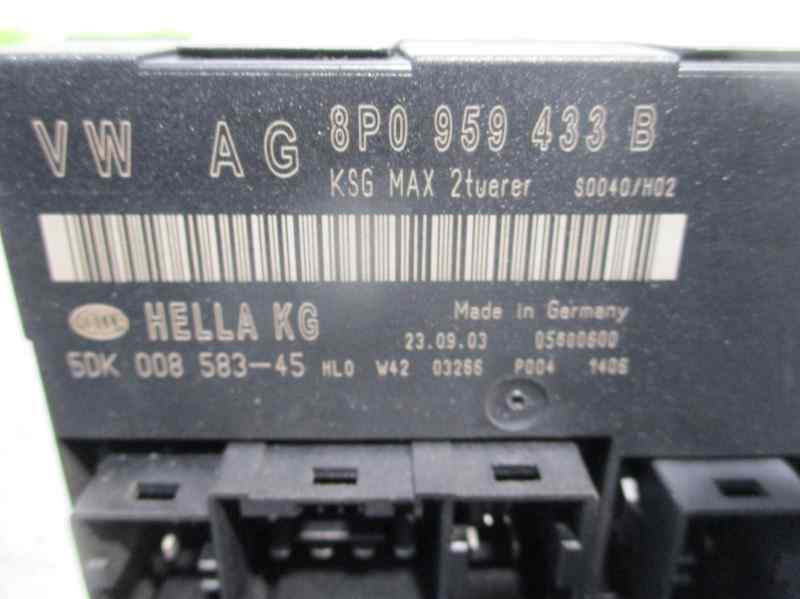 VW AG 8P0 959 433 B
KSG MAX 2tuerer S0040/H02
HELLA KG Made in Germany
23.09.03 05800600
5DK 008 583-45 HL0 W42 03266 P004 1406